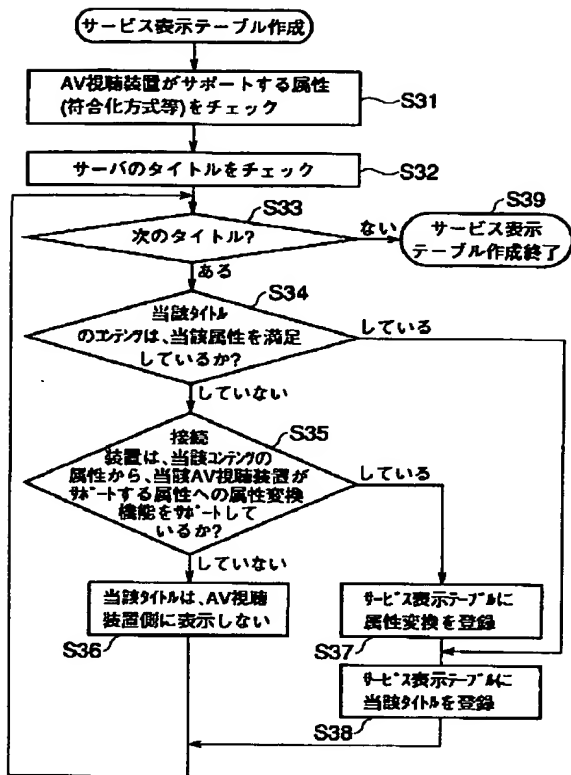 サービス表示テーブル作成
AV視聴装置がサポートする属性
(符合化方式等)をチェック
S31
サーバのタイトルをチェック
S32
S33
次のタイトル?
ない
S39
サービス表示
テーブル作成終了
ある
S34
当該タイトル
のコンテンツは、当該属性を満足
しているか?
している
していない
S35
接続
装置は、当該コンテンツの
属性から、当該AV視聴装置が
サポートする属性への属性変換
機能をサポートして
いるか?
している
していない
当該タイトルは、AV視聴
装置側に表示しない
S36
サービス表示テーブルに
属性変換を登録
S37
サービス表示テーブルに
当該タイトルを登録
S38